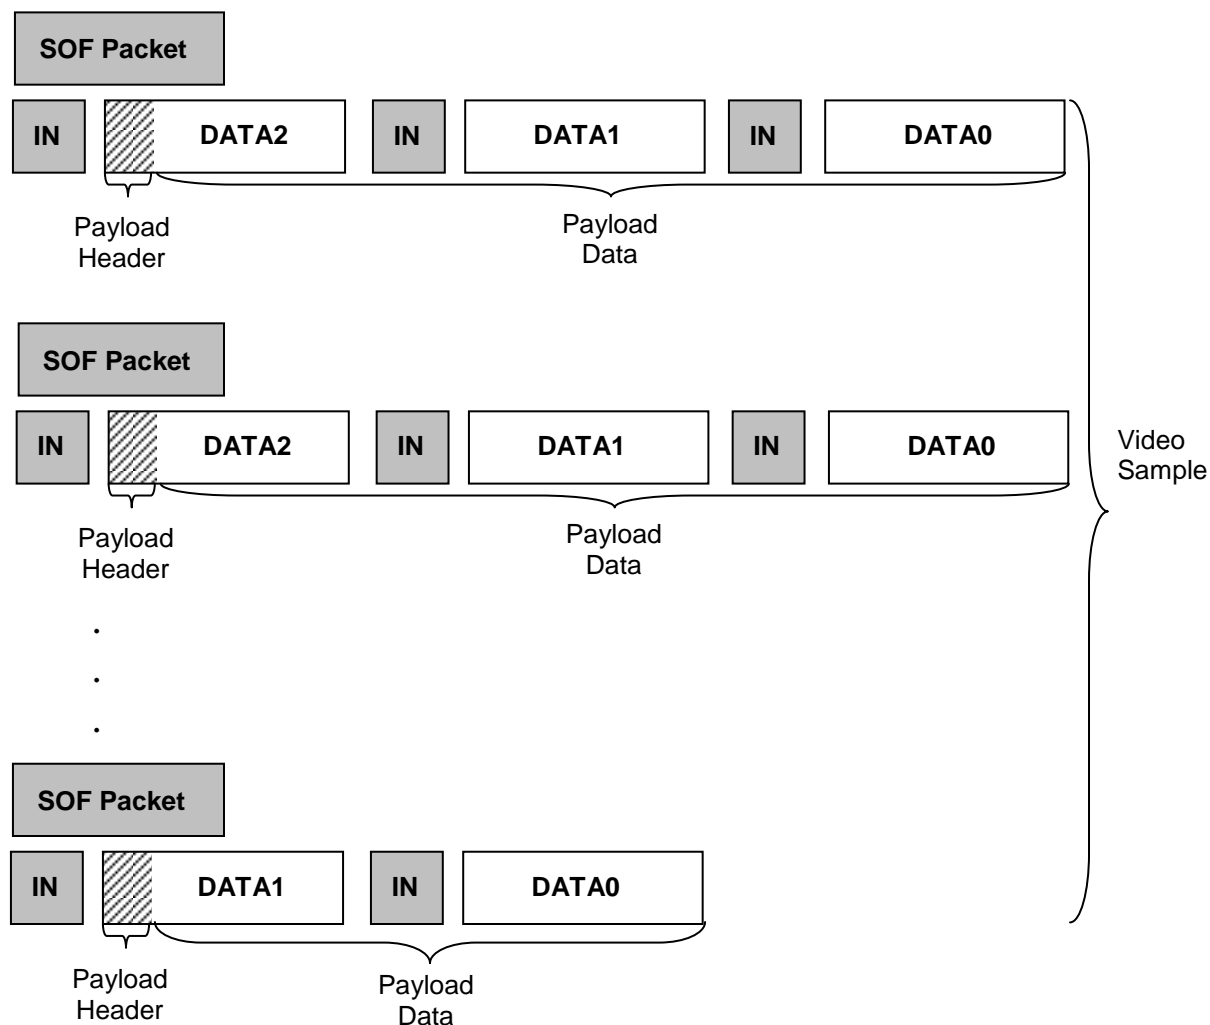 SOF Packet
IN DATA2 IN DATA1 IN DATA0
Payload
Header
Payload
Data
SOF Packet
IN DATA2 IN DATA1 IN DATA0
Video
Sample
Payload
Header
Payload
Data
.
.
.
SOF Packet
IN DATA1 IN DATA0
Payload
Header
Payload
Data